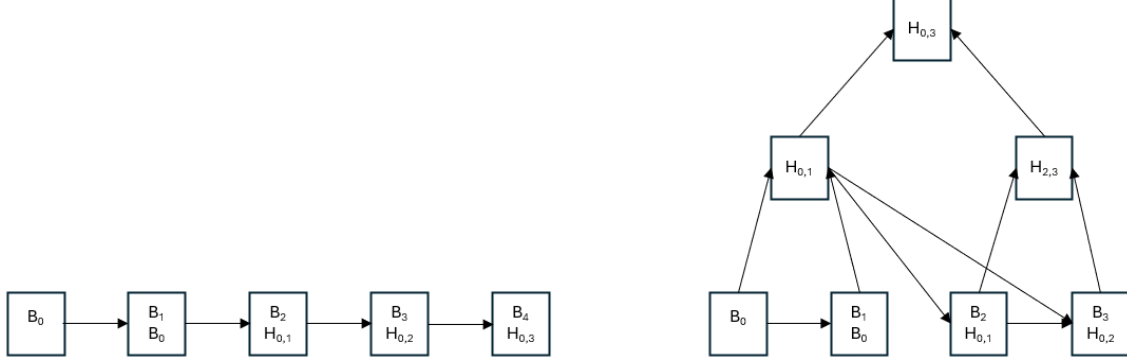 H₀,₃
H₀,₁
H₂,₃
B₀
B₁
B₀
B₂
H₀,₁
B₃
H₀,₂
B₄
H₀,₃
B₀
B₁
B₀
B₂
H₀,₁
B₃
H₀,₂